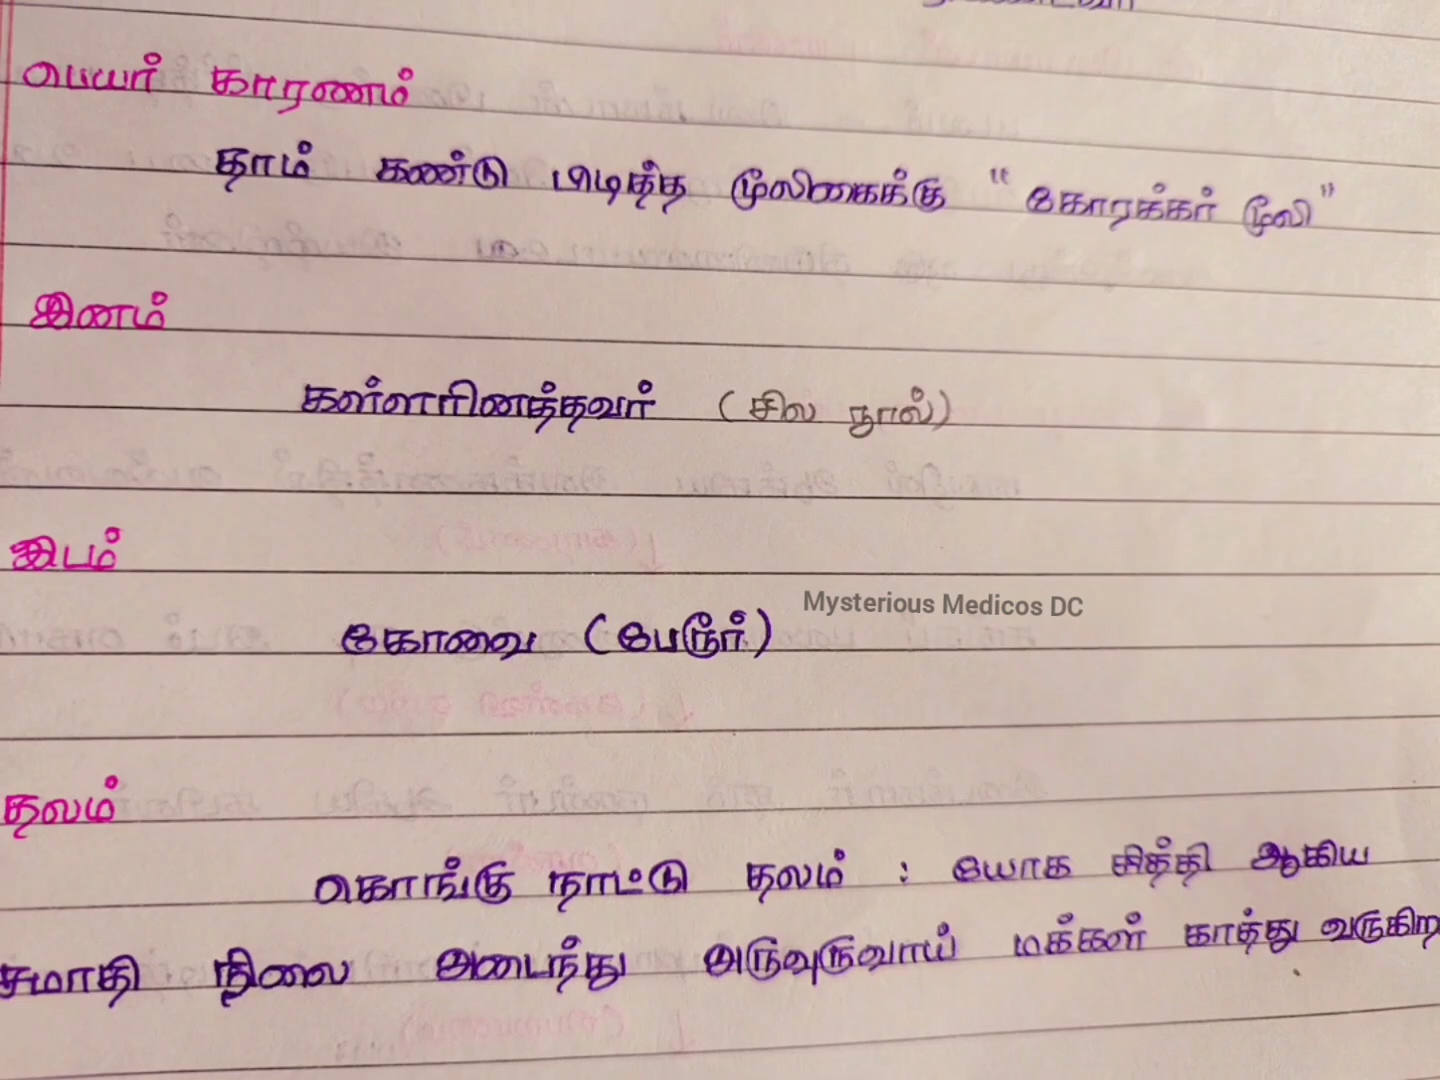 பெயர் காரணம்
தாம் கண்டு பிடித்த மூலிகைக்கு "கோரக்கர் மூலி"
இனம்
கள்ளரினத்தவர் (சில நூல்)
இடம்
Mysterious Medicos DC
கோவை (பேரூர்)
தலம்
கொங்கு நாட்டு தலம் : யோக சித்தி ஆகிய
சமாதி நிலை அடைந்து அருவுருவாய் மக்கள் காத்து வருகிற